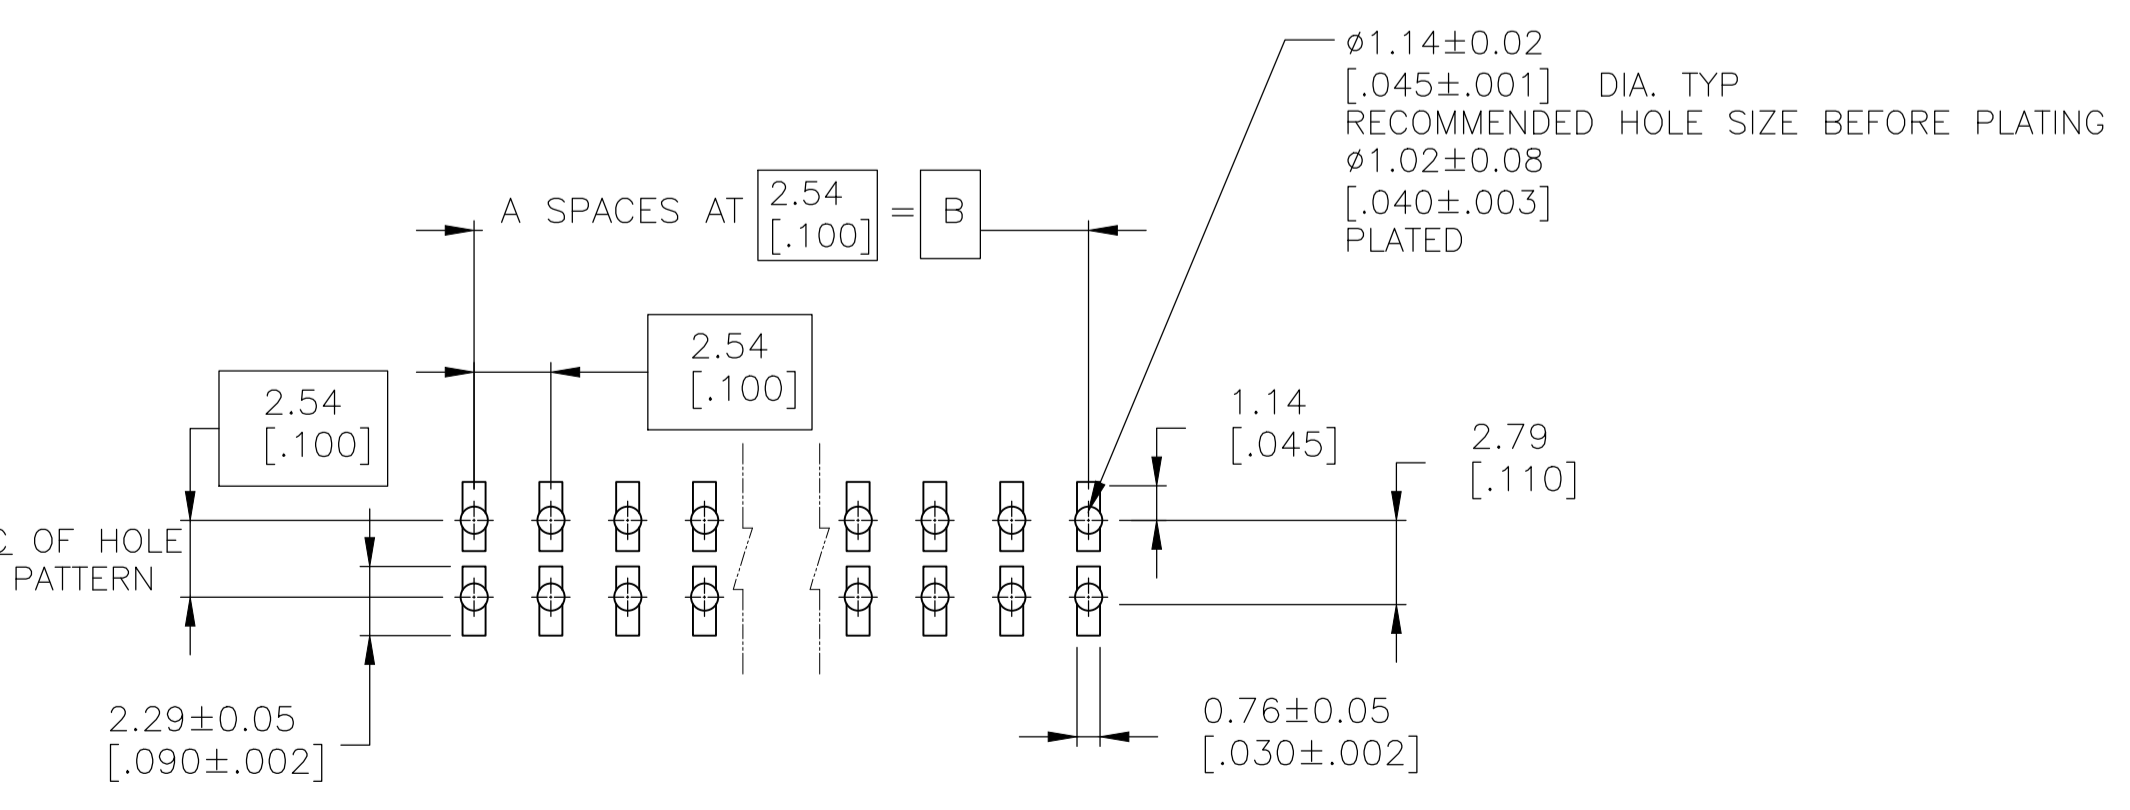 ø1.14±0.02
[.045±.001] DIA. TYP
RECOMMENDED HOLE SIZE BEFORE PLATING
ø1.02±0.08
[.040±.003]
PLATED
A SPACES AT 2.54 [.100] = B
2.54
[.100]
2.54
[.100]
1.14
[.045]
2.79
[.110]
OF HOLE
PATTERN
2.29±0.05
[.090±.002]
0.76±0.05
[.030±.002]